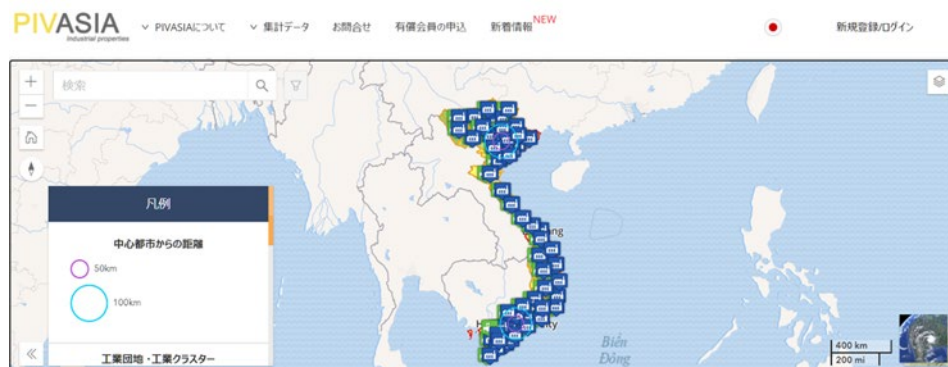 PIVASIA
industrial properties
PIVASIAについて
集計データ
お問合せ
有償会員の申込
新着情報
NEW
新規登録/ログイン
検索
凡例
中心都市からの距離
50km
100km
工業団地・工業クラスター
ng
H
ity
Biển
Đông
400 km
200 mi